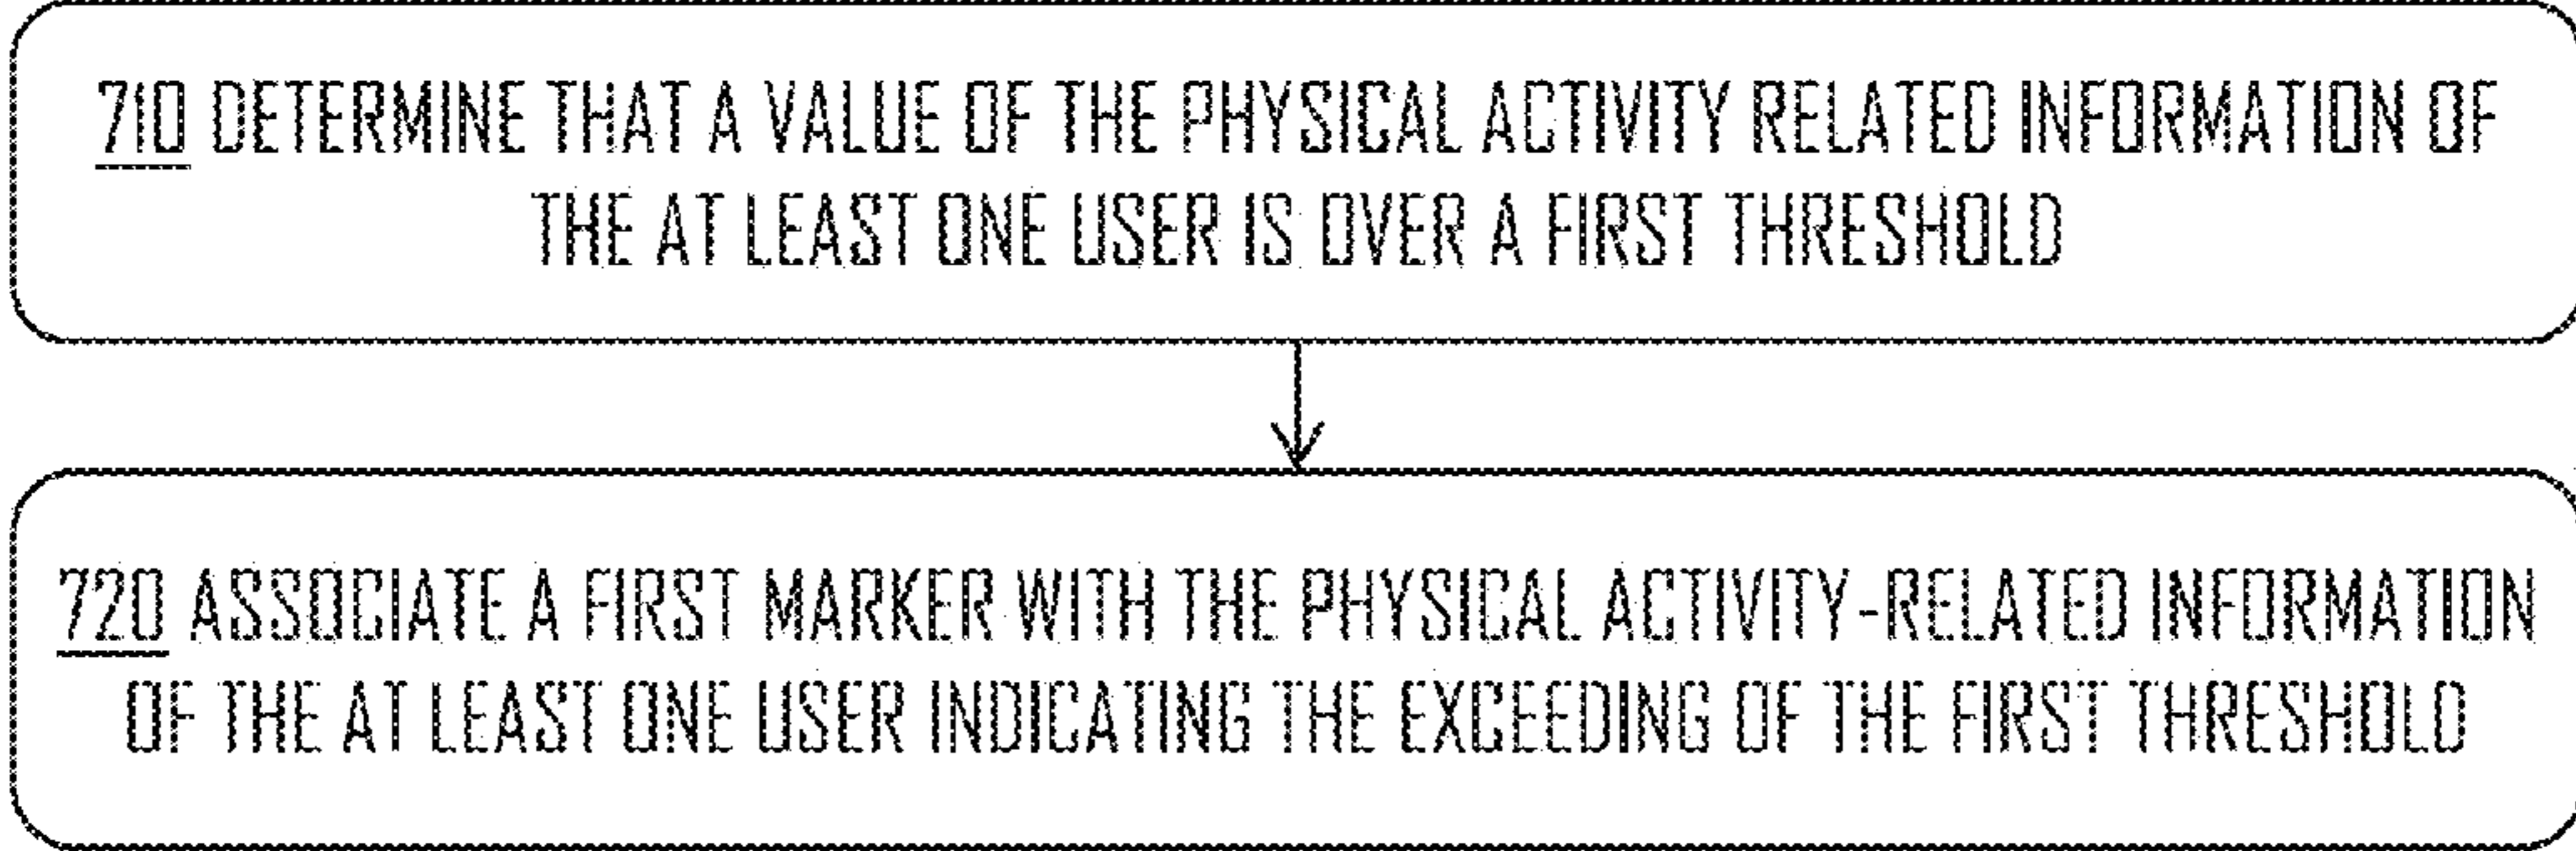 710 DETERMINE THAT A VALUE OF THE PHYSICAL ACTIVITY RELATED INFORMATION OF
THE AT LEAST ONE USER IS OVER A FIRST THRESHOLD
720 ASSOCIATE A FIRST MARKER WITH THE PHYSICAL ACTIVITY-RELATED INFORMATION
OF THE AT LEAST ONE USER INDICATING THE EXCEEDING OF THE FIRST THRESHOLD